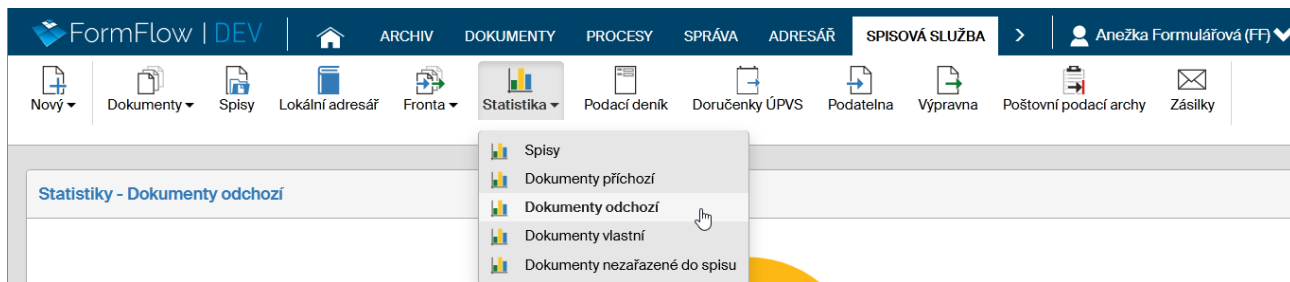 FormFlow | DEV ARCHIV DOKUMENTY PROCESY SPRÁVA ADRESÁŘ SPISOVÁ SLUŽBA > Anežka Formulářová (FF)
Nový Dokumenty Spisy Lokální adresář Fronta Statistika Podací deník Doručenky ÚPVS Podatelna Výpravna Poštovní podací archy Zásilky
Spisy
Dokumenty příchozí
Statistiky - Dokumenty odchozí
Dokumenty odchozí
Dokumenty vlastní
Dokumenty nezařazené do spisu